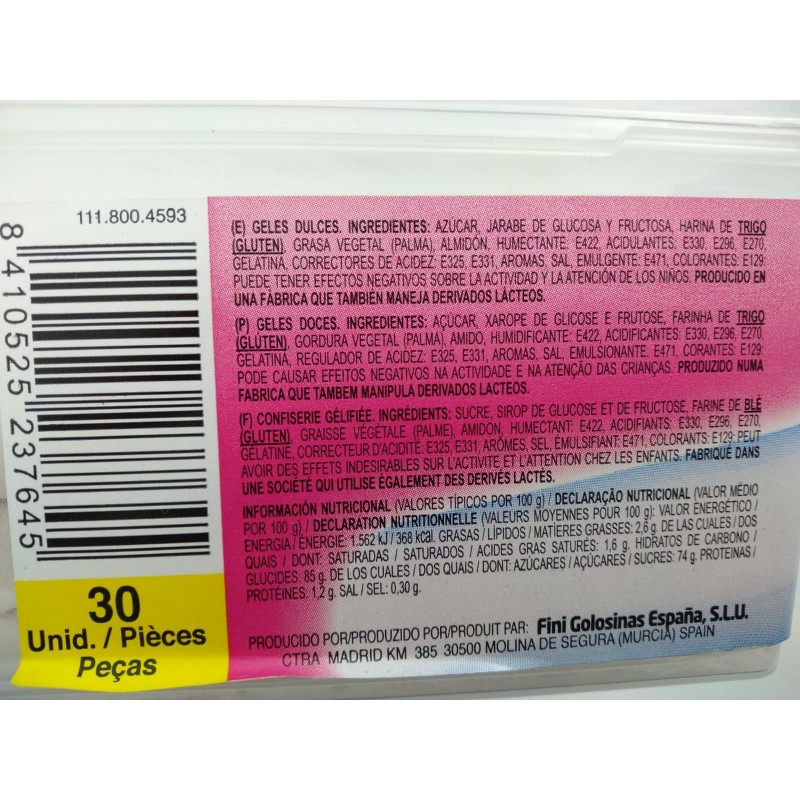 111.800.4593
8 410525 237645
30
Unid. / Pièces
Peças
(E) GELES DULCES. INGREDIENTES: AZÚCAR, JARABE DE GLUCOSA Y FRUCTOSA, HARINA DE TRIGO
(GLUTEN), GRASA VEGETAL (PALMA), ALMIDÓN, HUMECTANTE: E422, ACIDULANTES: E330, E296, E270,
GELATINA, CORRECTORES DE ACIDEZ: E325, E331, AROMAS, SAL, EMULGENTE: E471, COLORANTES: E129:
PUEDE TENER EFECTOS NEGATIVOS SOBRE LA ACTIVIDAD Y LA ATENCIÓN DE LOS NIÑOS. PRODUCIDO EN
UNA FÁBRICA QUE TAMBIÉN MANEJA DERIVADOS LÁCTEOS.
(P) GELES DOCES. INGREDIENTES: AÇÚCAR, XAROPE DE GLICOSE E FRUTOSE, FARINHA DE TRIGO
(GLUTEN), GORDURA VEGETAL (PALMA), AMIDO, HUMIDIFICANTE: E422, ACIDIFICANTES: E330, E296, E270,
GELATINA, REGULADOR DE ACIDEZ: E325, E331, AROMAS, SAL, EMULSIONANTE: E471, CORANTES: E129:
PODE CAUSAR EFEITOS NEGATIVOS NA ACTIVIDADE E NA ATENÇÃO DAS CRIANÇAS. PRODUZIDO NUMA
FABRICA QUE TAMBEM MANIPULA DERIVADOS LACTEOS.
(F) CONFISERIE GÉLIFIÉE. INGRÉDIENTS: SUCRE, SIROP DE GLUCOSE ET DE FRUCTOSE, FARINE DE BLÉ
(GLUTEN), GRAISSE VÉGÉTALE (PALME), AMIDON, HUMECTANT: E422, ACIDIFIANTS: E330, E296, E270,
GÉLATINE, CORRECTEUR D'ACIDITÉ: E325, E331, ARÔMES, SEL, ÉMULSIFIANT: E471, COLORANTS: E129: PEUT
AVOIR DES EFFETS INDESIRABLES SUR L'ACTIVITE ET L'ATTENTION CHEZ LES ENFANTS. FABRIQUÉ DANS
UNE SOCIÉTÉ QUI UTILISE ÉGALEMENT DES DERIVÉS LACTÉS.
INFORMACIÓN NUTRICIONAL (VALORES TÍPICOS POR 100 g) / DECLARAÇÃO NUTRICIONAL (VALOR MÉDIO
POR 100 g) / DECLARATION NUTRITIONNELLE (VALEURS MOYENNES POUR 100 g): VALOR ENERGÉTICO /
ENERGIA / ÉNERGIE: 1.562 KJ / 368 kcal. GRASAS / LÍPIDOS / MATIERES GRASSES: 2,6 g. DE LAS CUALES / DOS
QUAIS / DONT: SATURADAS / SATURADOS / ACIDES GRAS SATURÉS: 1,6 g. HIDRATOS DE CARBONO /
GLUCIDES: 85 g. DE LOS CUALES / DOS QUAIS / DONT: AZÚCARES / AÇÚCARES / SUCRES: 74 g. PROTEINAS /
PROTÉINES: 1,2 g. SAL / SEL: 0,30 g.
PRODUCIDO POR/PRODUZIDO POR/PRODUIT PAR: Fini Golosinas España, S.L.U.
CTRA MADRID KM 385 30500 MOLINA DE SEGURA (MURCIA) SPAIN